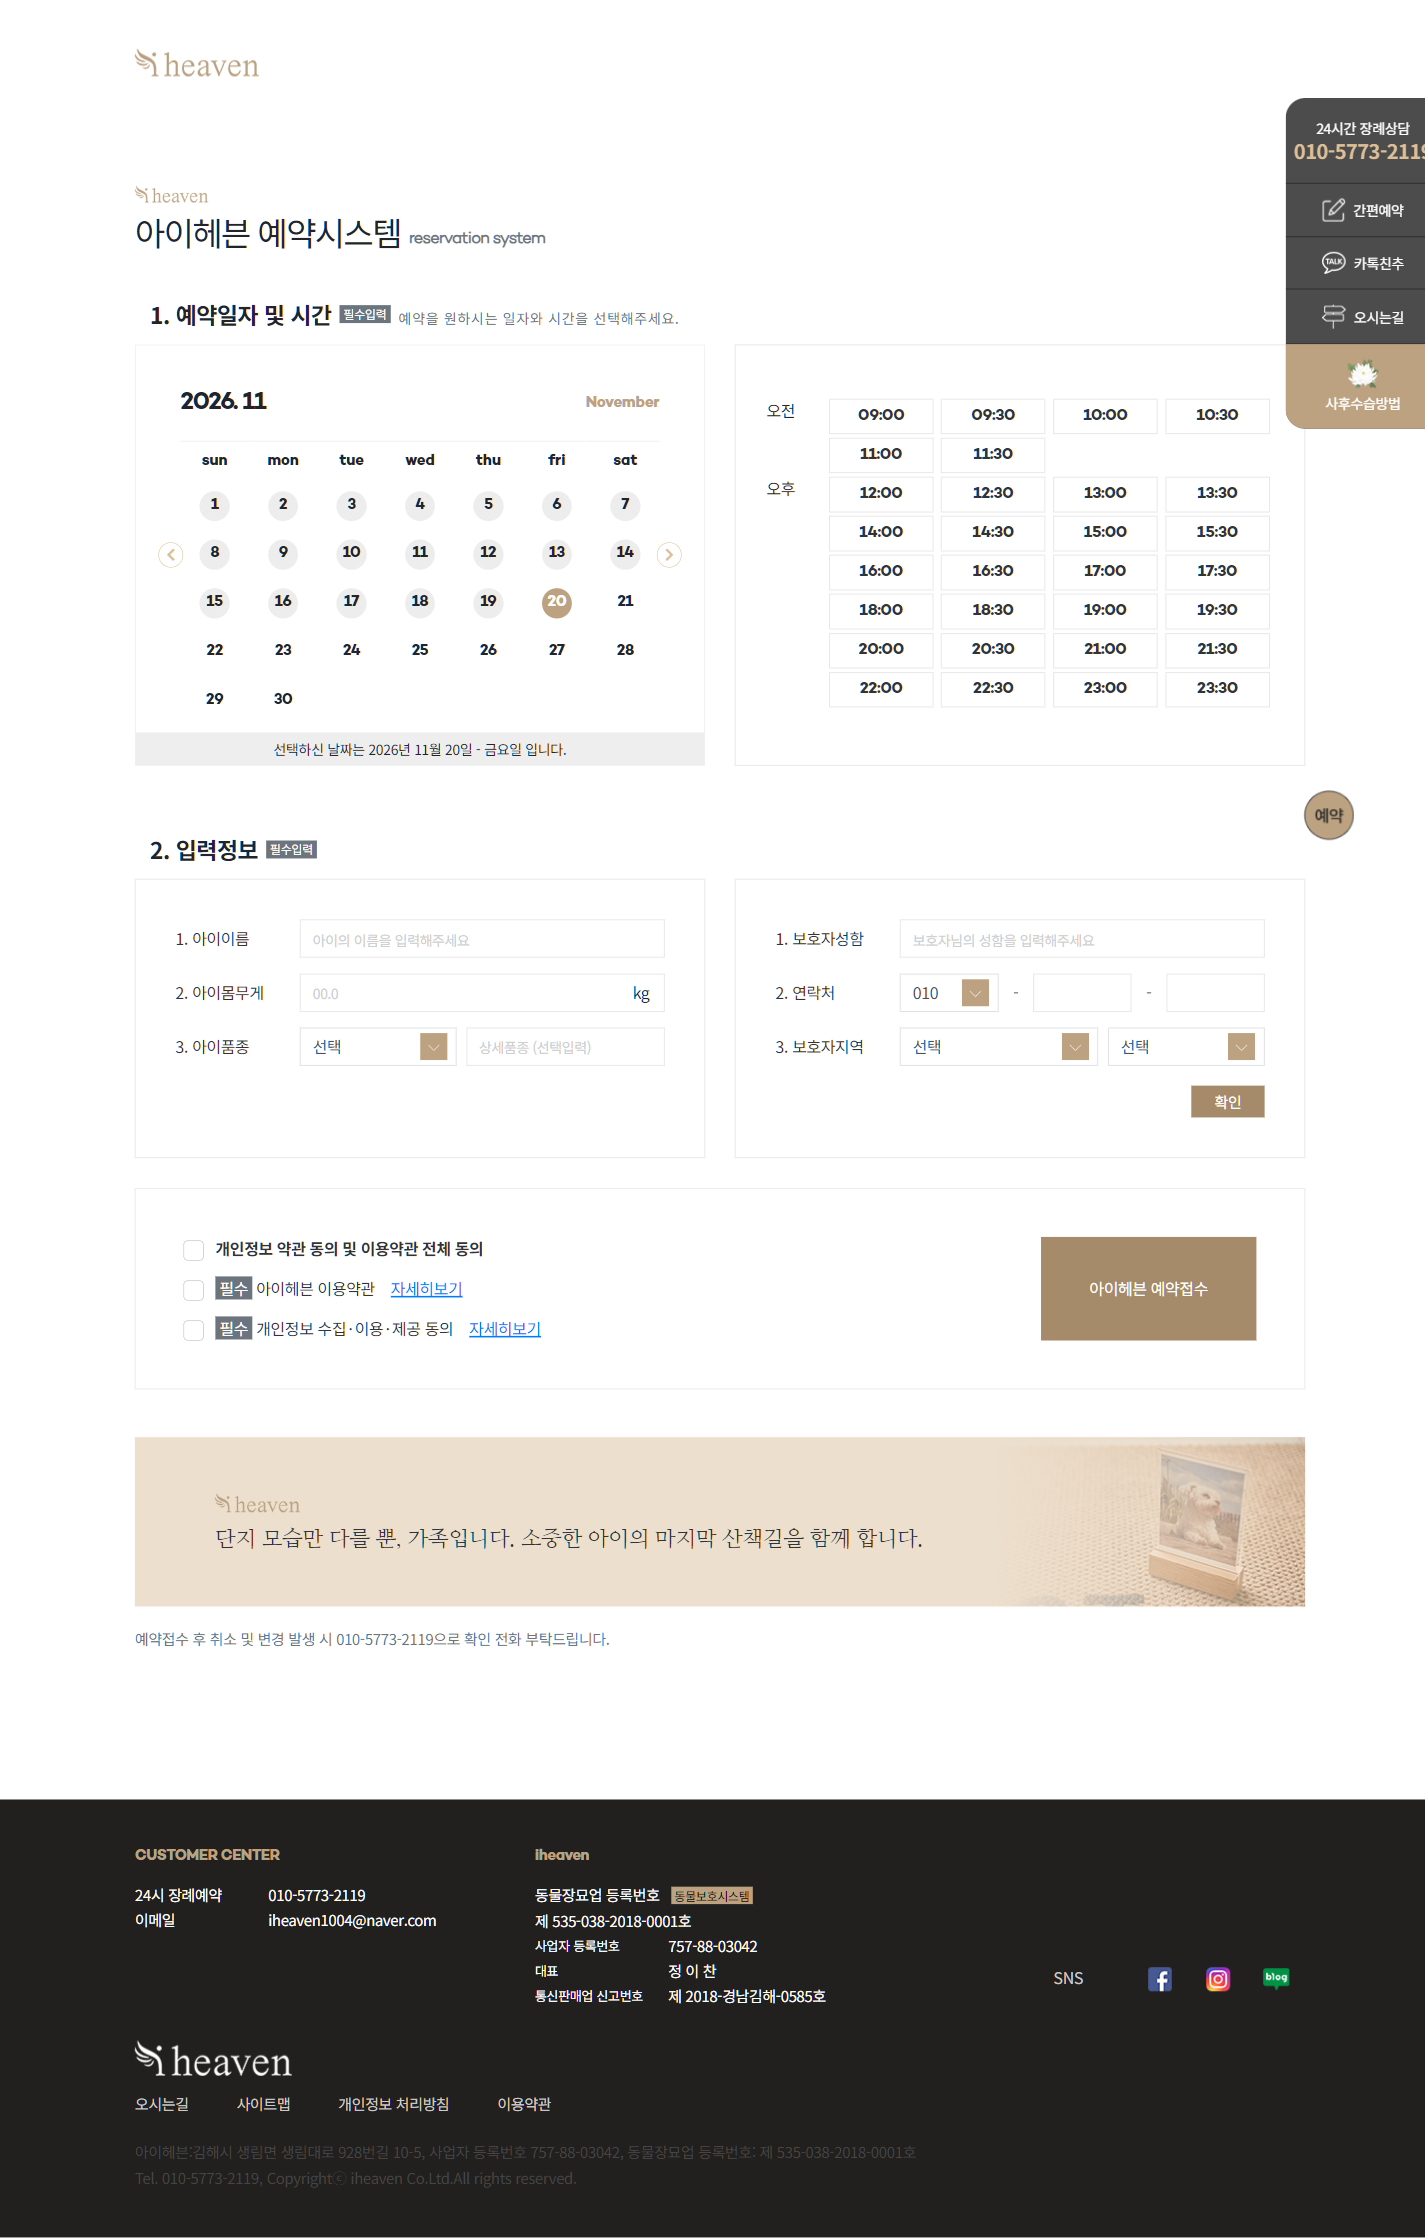 iheaven
24시간 장례상담
010-5773-2119
간편예약
카톡친추
오시는길
사후수습방법
iheaven
아이헤븐 예약시스템 reservation system
1. 예약일자 및 시간 필수입력 예약을 원하시는 일자와 시간을 선택해주세요.
2026. 11 November
sun mon tue wed thu fri sat
1 2 3 4 5 6 7
8 9 10 11 12 13 14
15 16 17 18 19 20 21
22 23 24 25 26 27 28
29 30
선택하신 날짜는 2026년 11월 20일 - 금요일 입니다.
오전 09:00 09:30 10:00 10:30
11:00 11:30
오후 12:00 12:30 13:00 13:30
14:00 14:30 15:00 15:30
16:00 16:30 17:00 17:30
18:00 18:30 19:00 19:30
20:00 20:30 21:00 21:30
22:00 22:30 23:00 23:30
예약
2. 입력정보 필수입력
1. 아이이름 아이의 이름을 입력해주세요
2. 아이몸무게 00.0 kg
3. 아이품종 선택 상세품종 (선택입력)
1. 보호자성함 보호자님의 성함을 입력해주세요
2. 연락처 010 - -
3. 보호자지역 선택 선택
확인
개인정보 약관 동의 및 이용약관 전체 동의
필수 아이헤븐 이용약관 자세히보기
필수 개인정보 수집·이용·제공 동의 자세히보기
아이헤븐 예약접수
iheaven
단지 모습만 다를 뿐, 가족입니다. 소중한 아이의 마지막 산책길을 함께 합니다.
예약접수 후 취소 및 변경 발생 시 010-5773-2119으로 확인 전화 부탁드립니다.
CUSTOMER CENTER
24시 장례예약 010-5773-2119
이메일 iheaven1004@naver.com
iheaven
동물장묘업 등록번호 동물보호시스템
제 535-038-2018-0001호
사업자 등록번호 757-88-03042
대표 정 이 찬
통신판매업 신고번호 제 2018-경남김해-0585호
SNS blog
iheaven
오시는길 사이트맵 개인정보 처리방침 이용약관
아이헤븐:김해시 생림면 생림대로 928번길 10-5, 사업자 등록번호 757-88-03042, 동물장묘업 등록번호: 제 535-038-2018-0001호
Tel. 010-5773-2119, Copyrightⓒ iheaven Co.Ltd.All rights reserved.